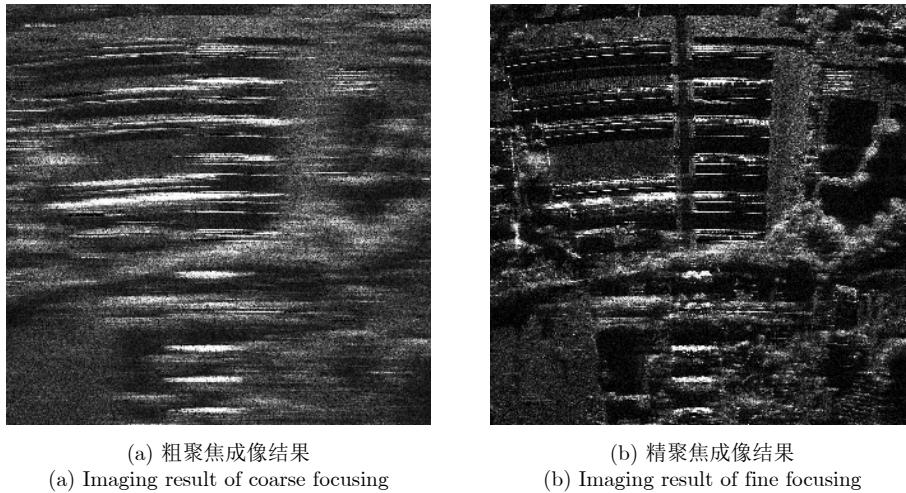 (a) 粗聚焦成像结果
(a) Imaging result of coarse focusing
(b) 精聚焦成像结果
(b) Imaging result of fine focusing